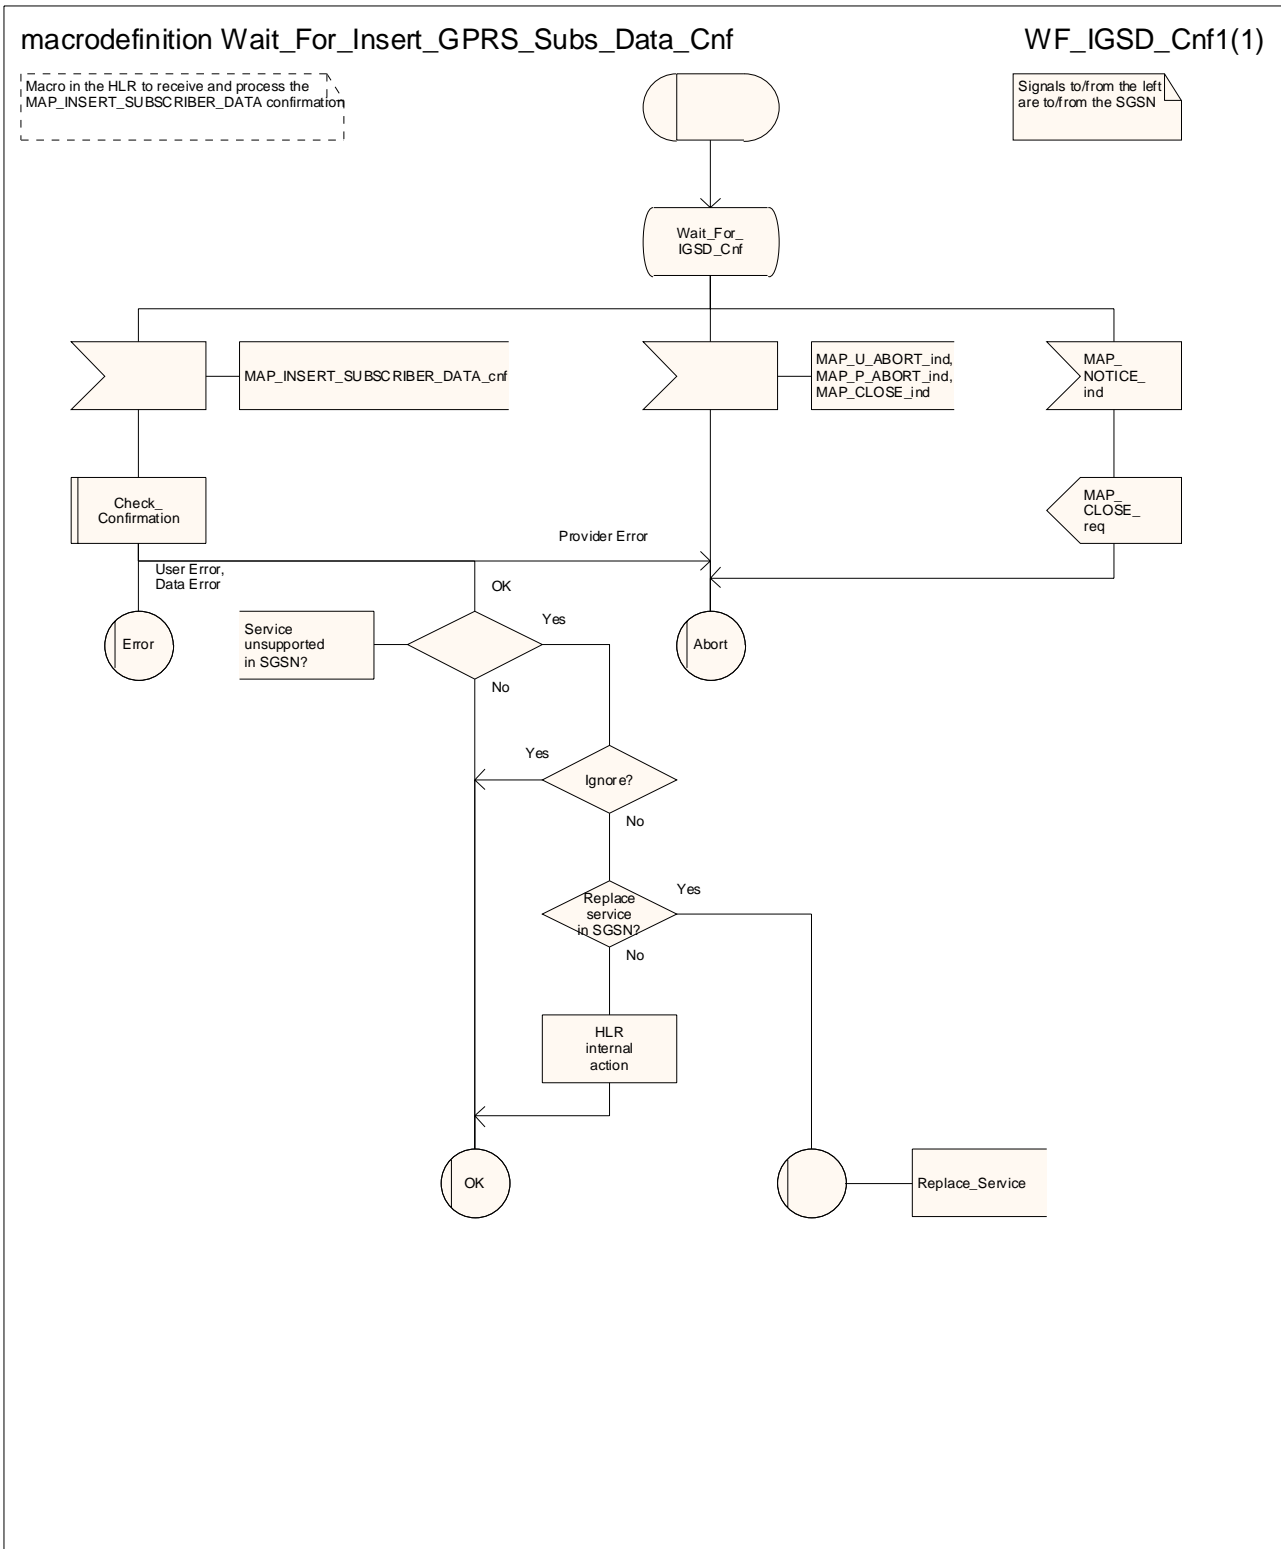 macrodefinition Wait_For_Insert_GPRS_Subs_Data_Cnf
WF_IGSD_Cnf1(1)
Macro in the HLR to receive and process the
MAP_INSERT_SUBSCRIBER_DATA confirmation
Signals to/from the left
are to/from the SGSN
Wait_For_
IGSD_Cnf
MAP_INSERT_SUBSCRIBER_DATA_cnf
MAP_U_ABORT_ind,
MAP_P_ABORT_ind,
MAP_CLOSE_ind
MAP_
NOTICE_
ind
Check_
Confirmation
MAP_
CLOSE_
req
Provider Error
User Error,
Data Error
OK
Error
Service
unsupported
in SGSN?
Yes
No
Abort
Yes
Ignore?
No
Replace
service
in SGSN?
Yes
No
HLR
internal
action
OK
Replace_Service